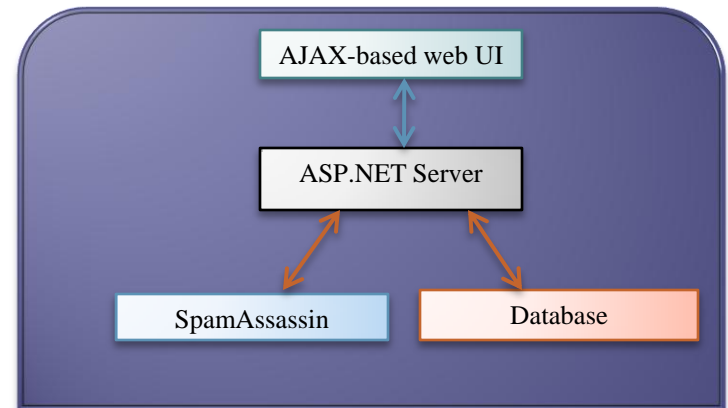 AJAX-based web UI
ASP.NET Server
SpamAssassin
Database